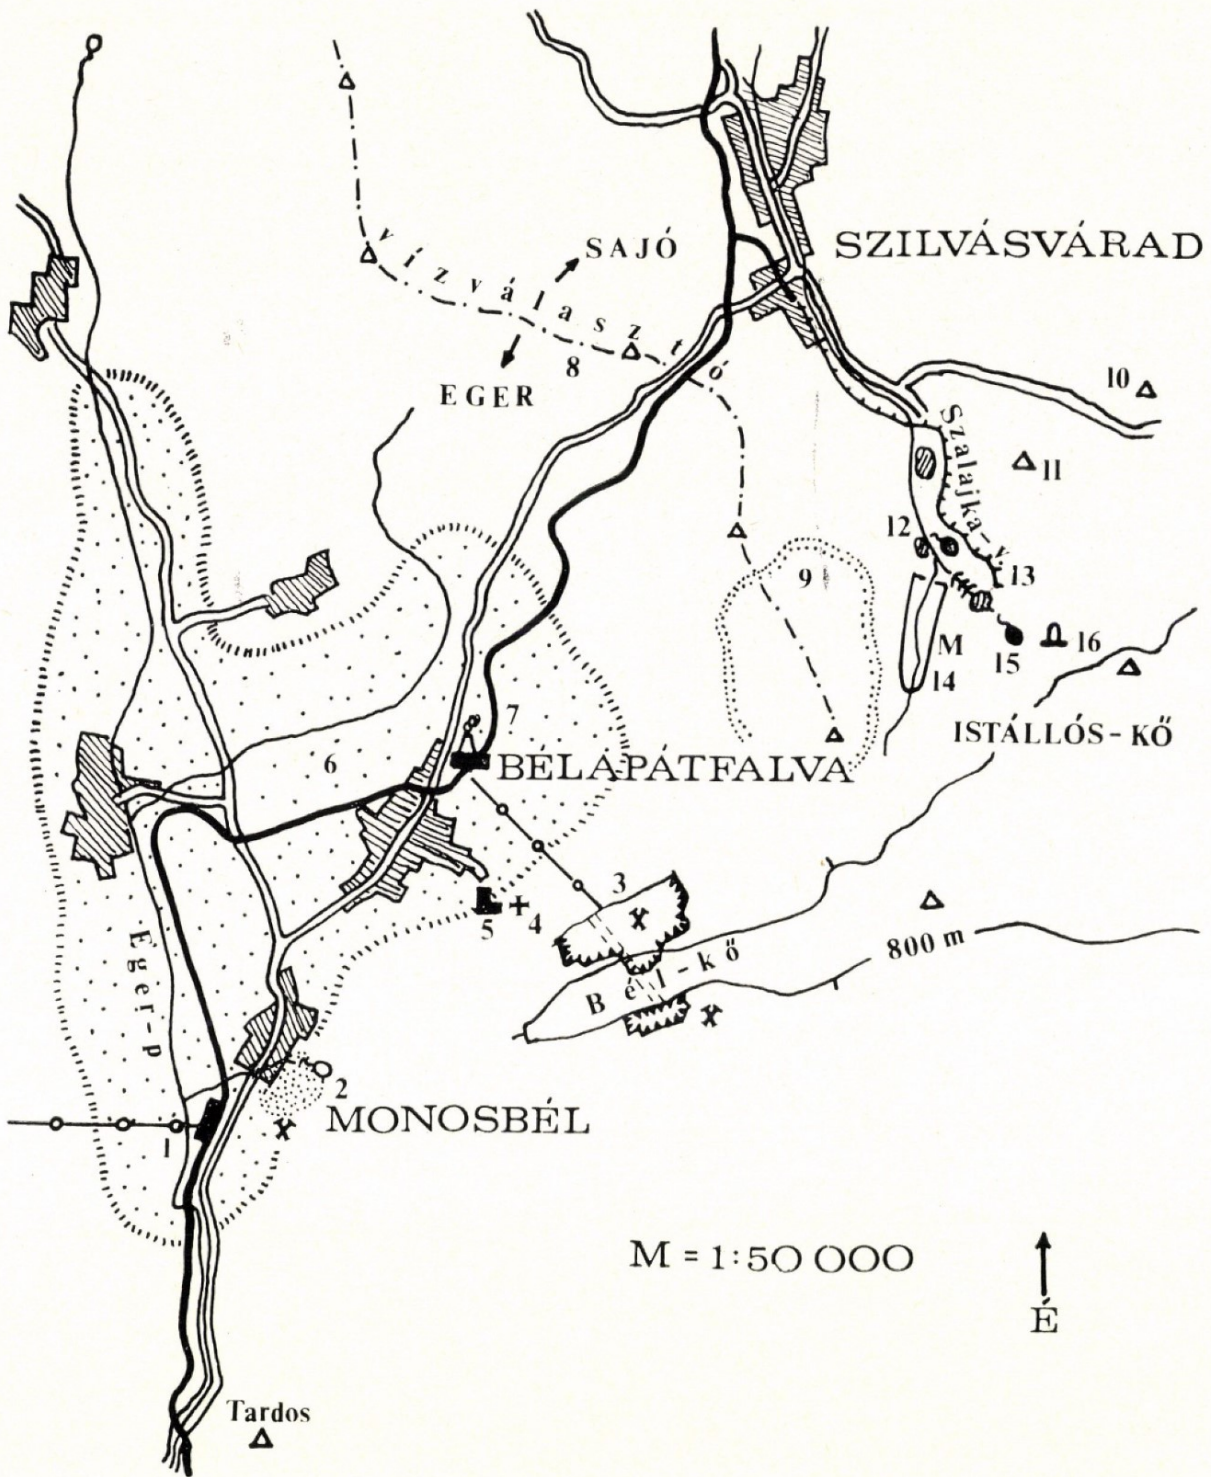 SAJÓ
SZILVÁSVÁRAD
vízválasztó
8
EGER
10
11
Szalajka-v.
12
9
13
M
14
15
16
7
ISTÁLLÓS-KŐ
6
BÉLAPÁTFALVA
3
5
4
800 m
Bél-kő
Eger-p
2
MONOSBÉL
1
M = 1:50 000
É
Tardos